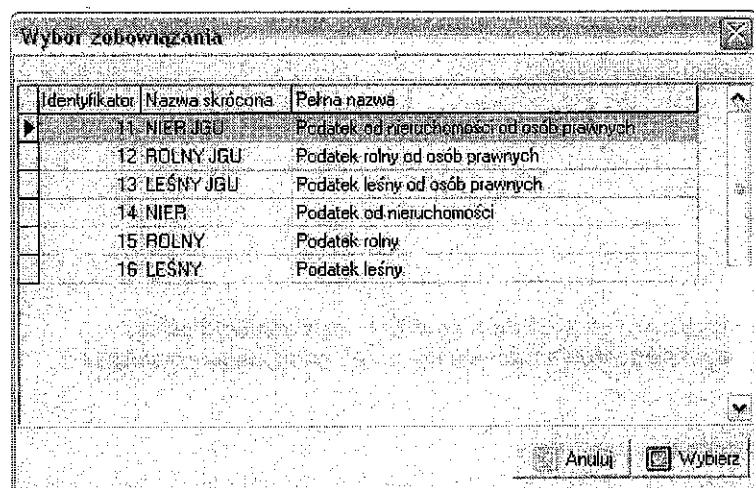 Wybór zobowiązania
Identyfikator Nazwa skrócona Pełna nazwa
11 NIER JGU Podatek od nieruchomości od osób prawnych
12 ROLNY JGU Podatek rolny od osób prawnych
13 LEŚNY JGU Podatek leśny od osób prawnych
14 NIER Podatek od nieruchomości
15 ROLNY Podatek rolny
16 LEŚNY Podatek leśny
Anuluj Wybierz